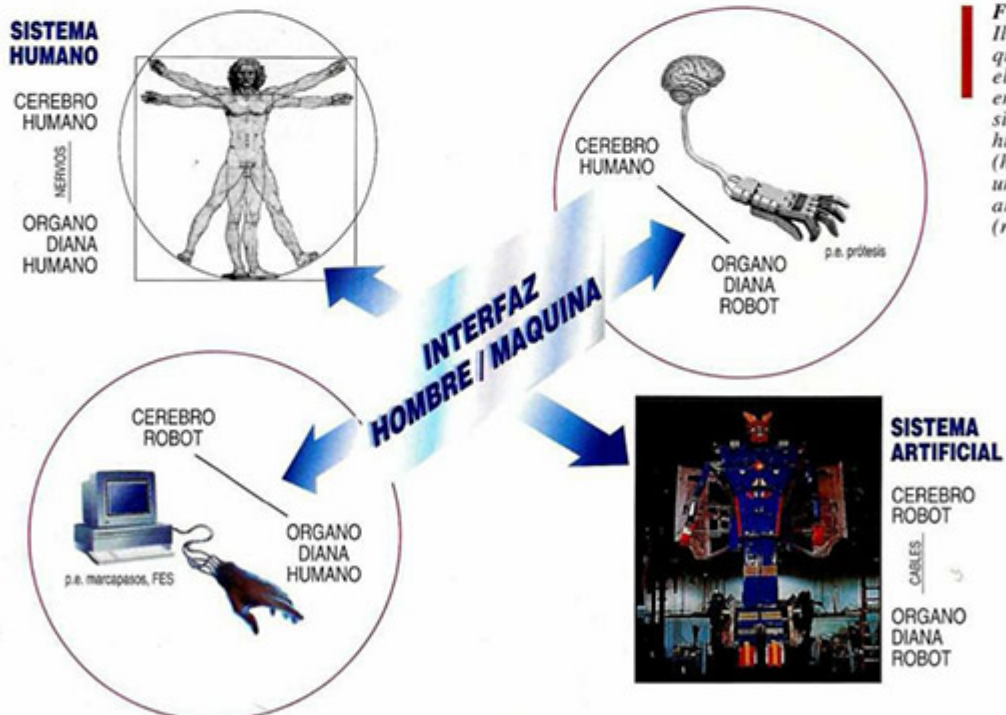 SISTEMA
HUMANO
CEREBRO
HUMANO
NERVIOS
ORGANO
DIANA
HUMANO
CEREBRO
HUMANO
ORGANO
DIANA
ROBOT
p.e. prótesis
INTERFAZ
HOMBRE / MAQUINA
CEREBRO
ROBOT
ORGANO
DIANA
HUMANO
p.e. marcapasos, FES
SISTEMA
ARTIFICIAL
CEREBRO
ROBOT
CABLES
ORGANO
DIANA
ROBOT